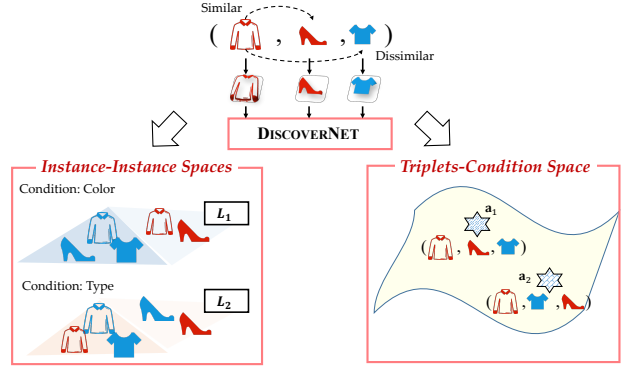 Similar
( , , )
Dissimilar
DISCOVERNET
Instance-Instance Spaces
Condition: Color
L1
Condition: Type
L2
Triplets-Condition Space
a1
( , , )
a2
( , , )